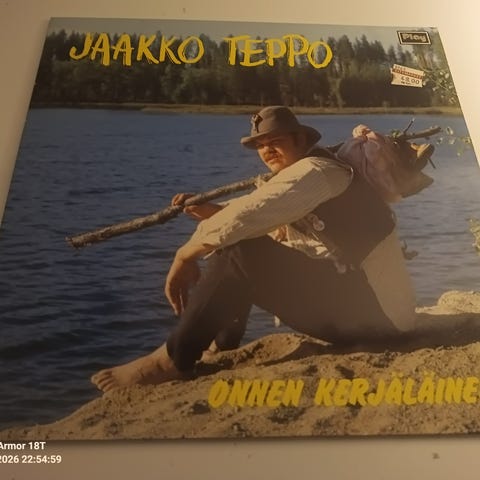 JAAKKO TEPPO
Play
ONNEN KERJÄLÄINE
Armor 18T
2026 22:54:59